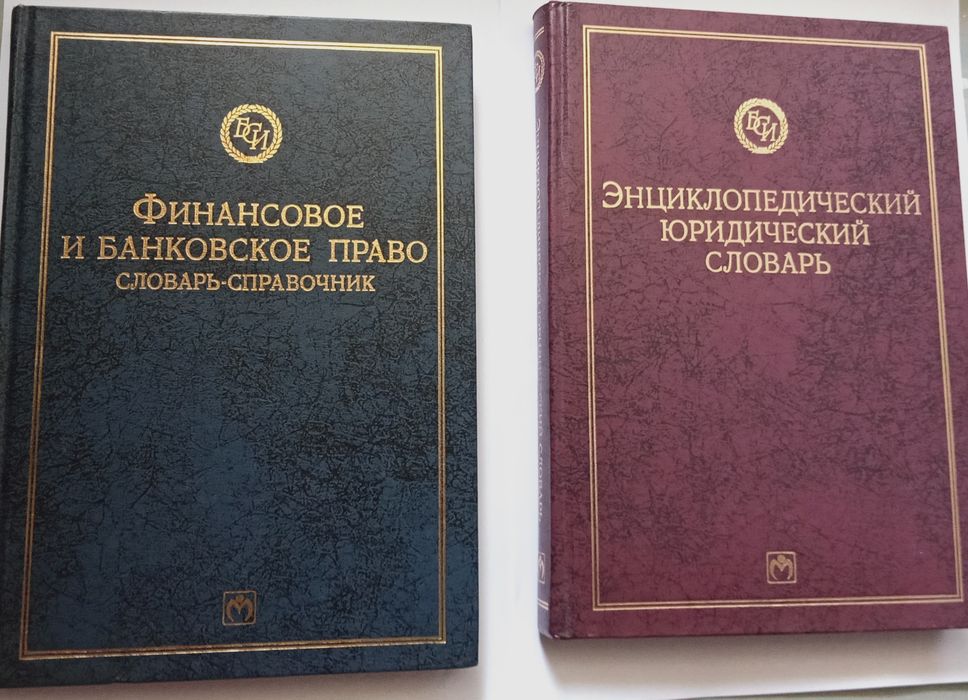 БСИ
ФИНАНСОВОЕ
И БАНКОВСКОЕ ПРАВО
СЛОВАРЬ-СПРАВОЧНИК
БСИ
ЭНЦИКЛОПЕДИЧЕСКИЙ
ЮРИДИЧЕСКИЙ
СЛОВАРЬ